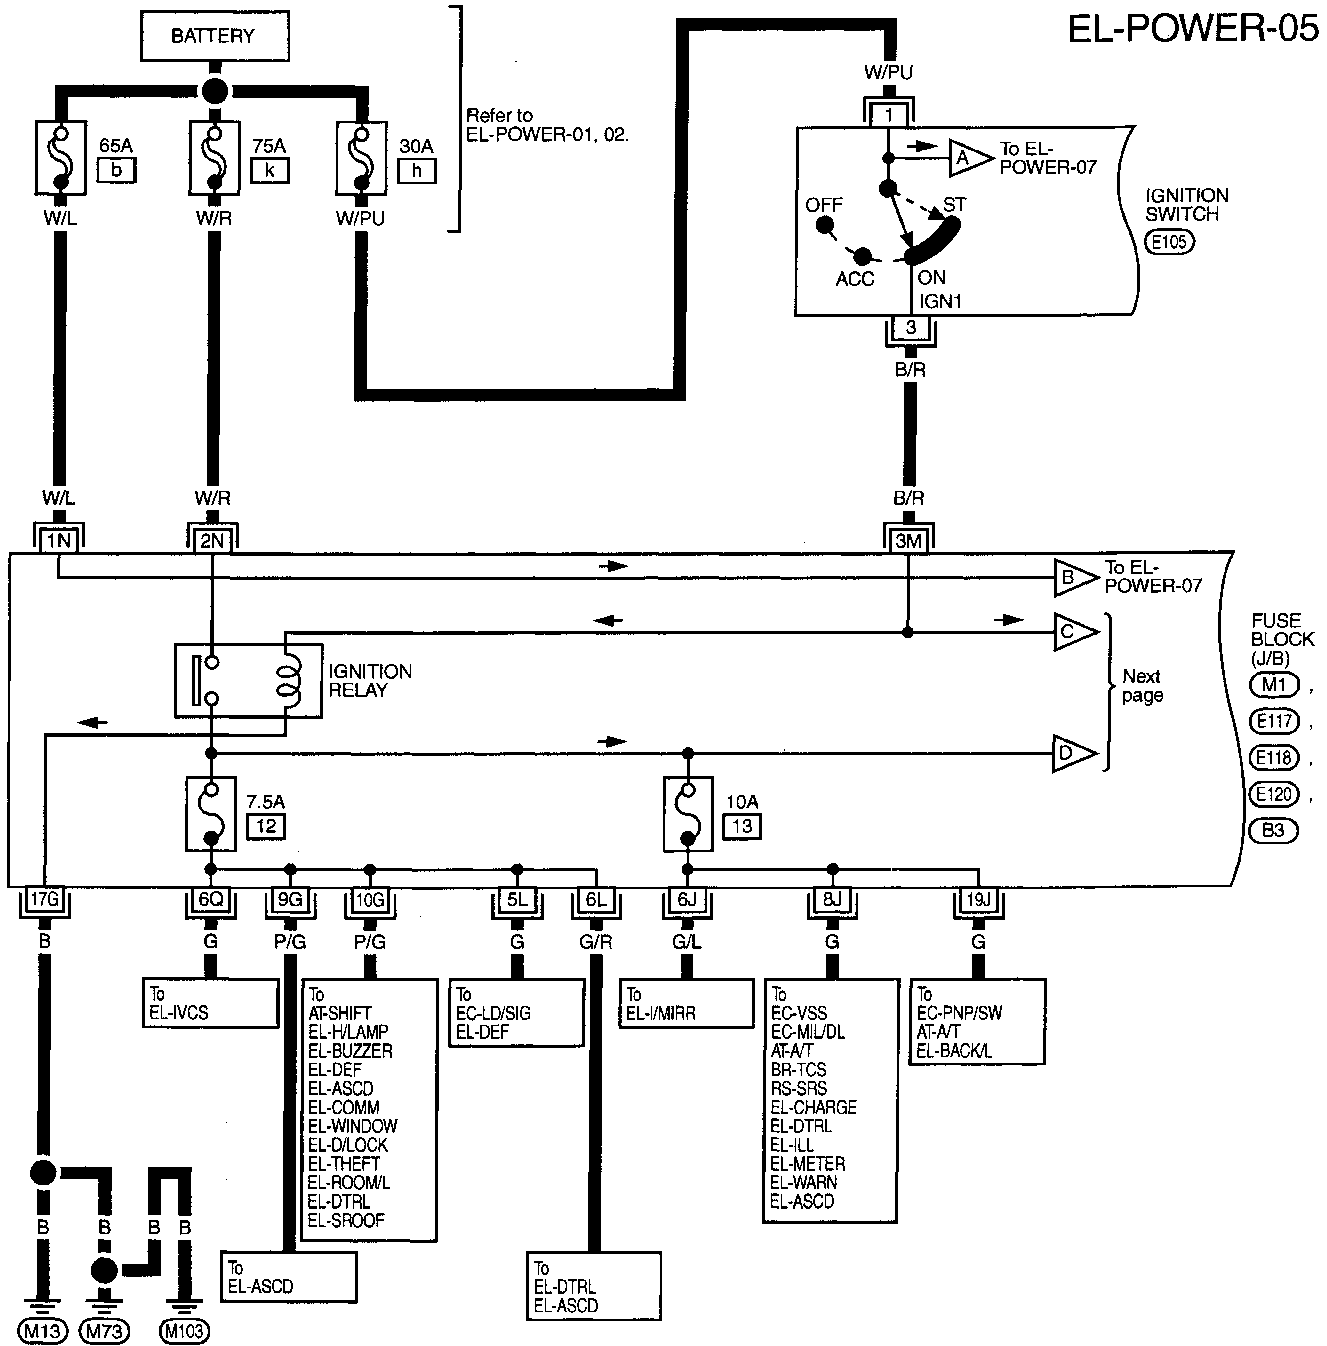 EL-POWER-05
BATTERY
Refer to
EL-POWER-01, 02.
65A
b
75A
k
30A
h
W/L
W/R
W/PU
W/PU
1
A
To EL-
POWER-07
OFF
ST
ACC
ON
IGN1
IGNITION
SWITCH
E105
3
B/R
W/L
W/R
B/R
1N
2N
3M
B
To EL-
POWER-07
C
Next
page
D
IGNITION
RELAY
FUSE
BLOCK
(J/B)
M1 ,
E117 ,
E118 ,
E120 ,
B3
7.5A
12
10A
13
17G
6Q
9G
10G
5L
6L
6J
8J
19J
B
G
P/G
P/G
G
G/R
G/L
G
G
To
EL-IVCS
To
AT-SHIFT
EL-H/LAMP
EL-BUZZER
EL-DEF
EL-ASCD
EL-COMM
EL-WINDOW
EL-D/LOCK
EL-THEFT
EL-ROOM/L
EL-DTRL
EL-SROOF
To
EC-LD/SIG
EL-DEF
To
EL-I/MIRR
To
EC-VSS
EC-MIL/DL
AT-A/T
BR-TCS
RS-SRS
EL-CHARGE
EL-DTRL
EL-ILL
EL-METER
EL-WARN
EL-ASCD
To
EC-PNP/SW
AT-A/T
EL-BACK/L
B
B
B
B
To
EL-ASCD
To
EL-DTRL
EL-ASCD
M13
M73
M103